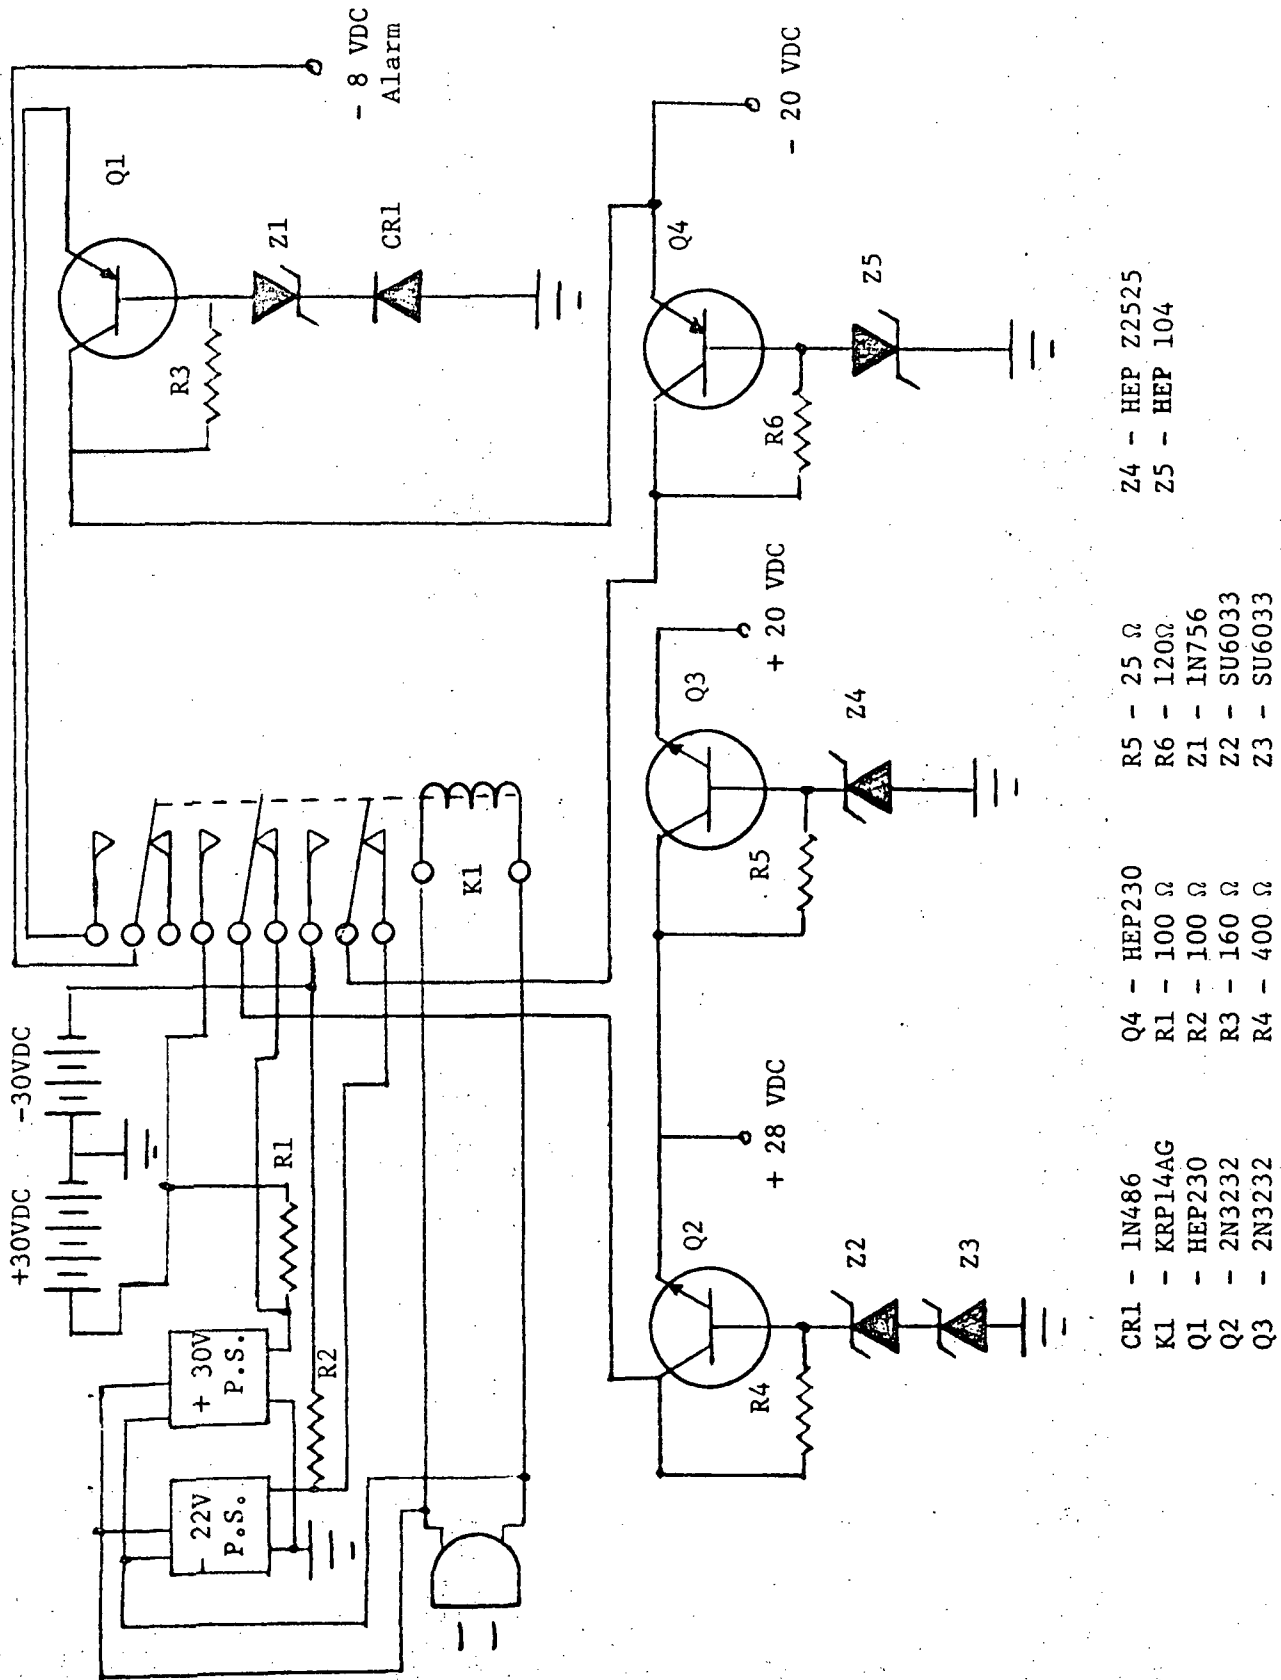 +30VDC -30VDC
- 8 VDC
Alarm
+ 30V
P.S.
- 22V
P.S.
R1
R2
K1
Q1
R3
Z1
CR1
Q2
R4
Z2
Z3
+ 28 VDC
Q3
R5
Z4
+ 20 VDC
Q4
R6
Z5
- 20 VDC
CR1 - 1N486
K1 - KRP14AG
Q1 - HEP230
Q2 - 2N3232
Q3 - 2N3232
Q4 - HEP230
R1 - 100 Ω
R2 - 100 Ω
R3 - 160 Ω
R4 - 400 Ω
R5 - 25 Ω
R6 - 120Ω
Z1 - 1N756
Z2 - SU6033
Z3 - SU6033
Z4 - HEP Z2525
Z5 - HEP 104